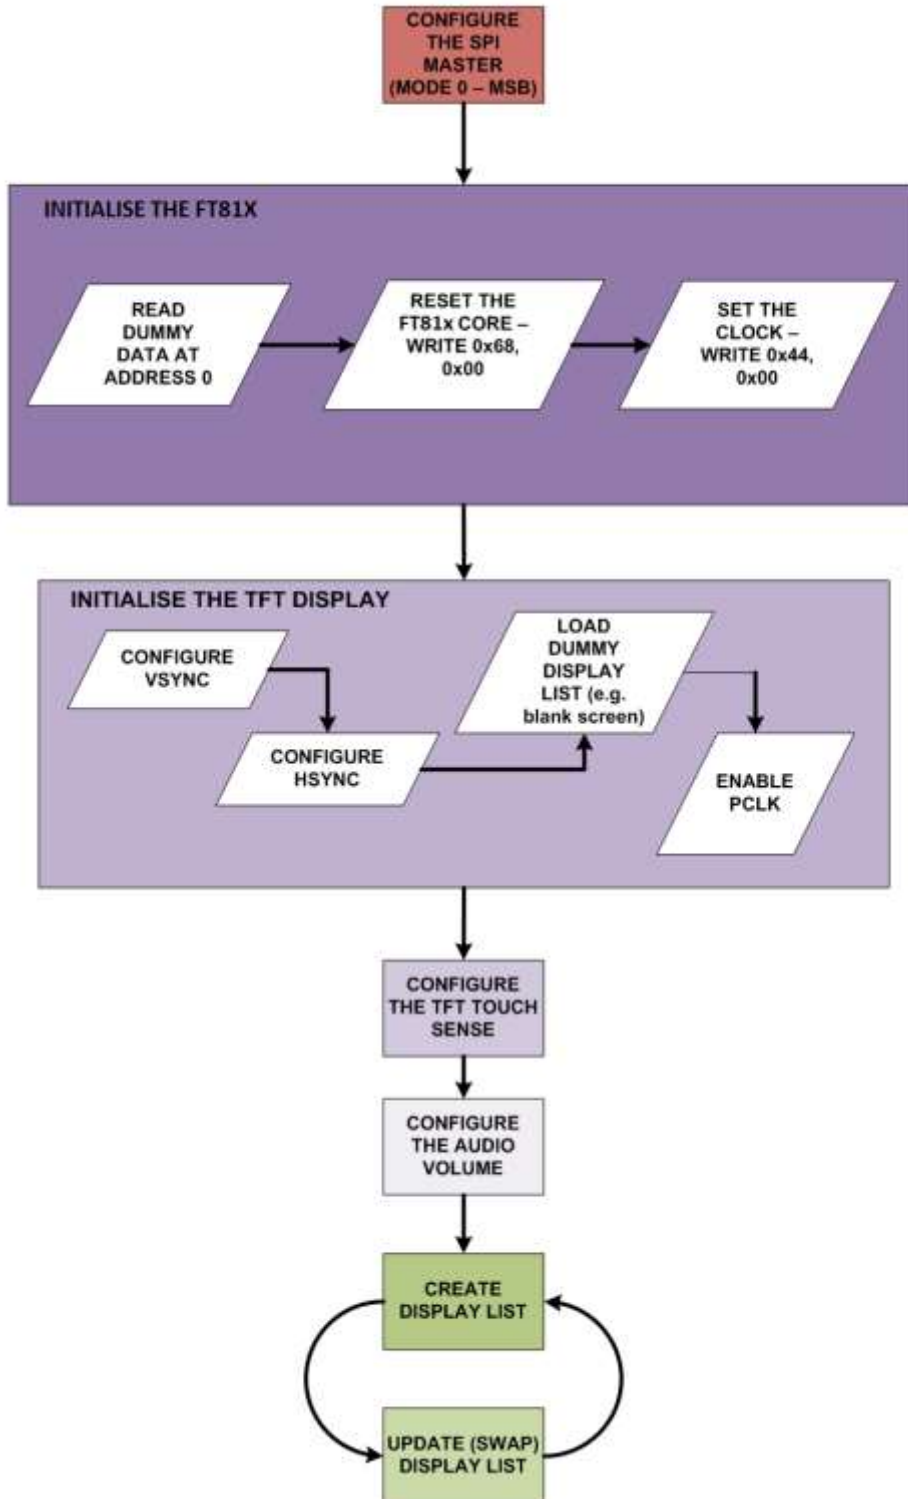 CONFIGURE
THE SPI
MASTER
(MODE 0 – MSB)
INITIALISE THE FT81X
READ
DUMMY
DATA AT
ADDRESS 0
RESET THE
FT81x CORE –
WRITE 0x68,
0x00
SET THE
CLOCK –
WRITE 0x44,
0x00
INITIALISE THE TFT DISPLAY
CONFIGURE
VSYNC
CONFIGURE
HSYNC
LOAD
DUMMY
DISPLAY
LIST (e.g.
blank screen)
ENABLE
PCLK
CONFIGURE
THE TFT TOUCH
SENSE
CONFIGURE
THE AUDIO
VOLUME
CREATE
DISPLAY LIST
UPDATE (SWAP)
DISPLAY LIST